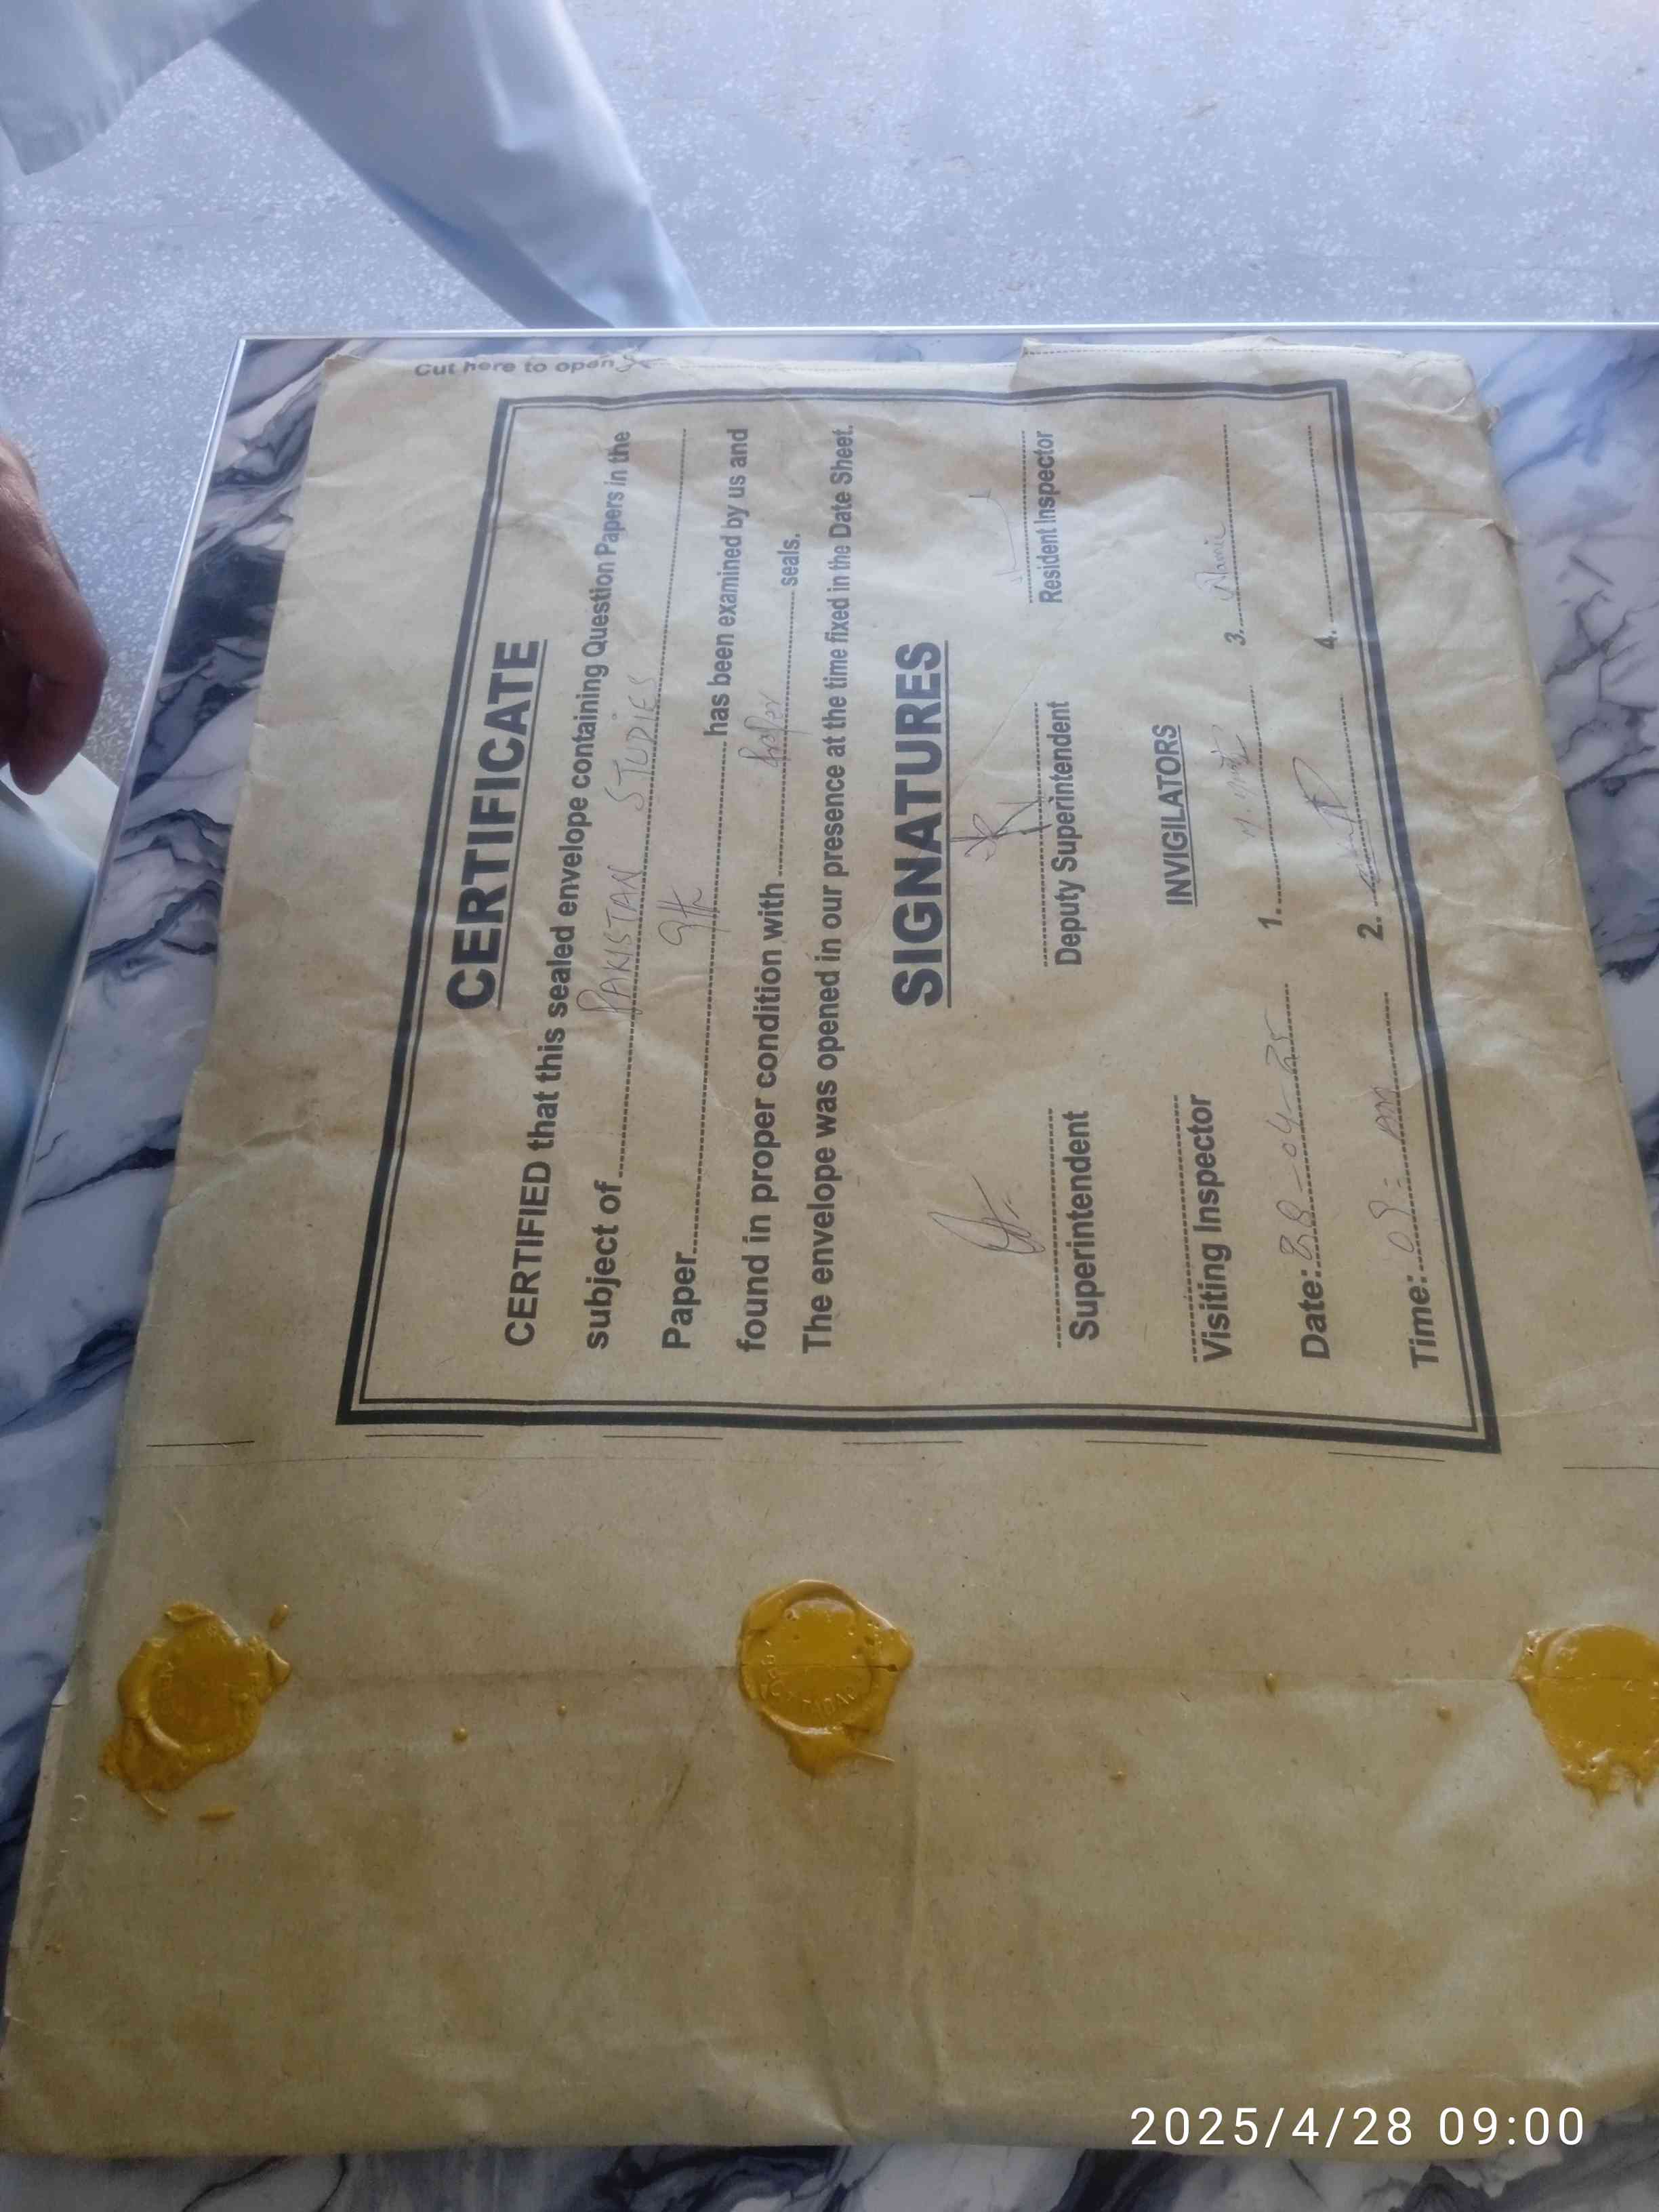 Cut here to open
CERTIFICATE
CERTIFIED that this sealed envelope containing Question Papers in the
subject of PAKISTAN STUDIES
Paper 9th has been examined by us and
found in proper condition with proper seals.
The envelope was opened in our presence at the time fixed in the Date Sheet.
SIGNATURES
Superintendent Deputy Superintendent Resident Inspector
INVIGILATORS
Visiting Inspector
1. 3.
Date: 28-04-25
2. 4.
Time: 09: am
2025/4/28 09:00